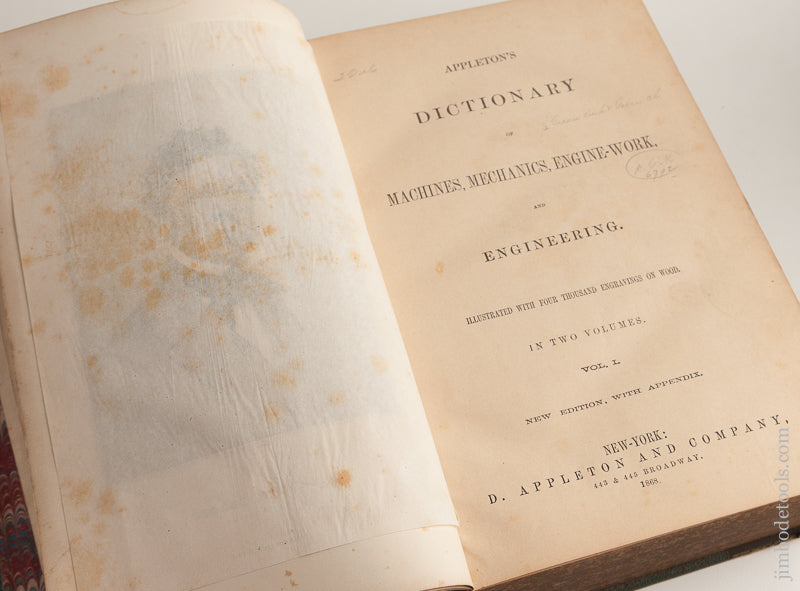 APPLETON'S
DICTIONARY
OF
MACHINES, MECHANICS, ENGINE-WORK,
AND
ENGINEERING.
ILLUSTRATED WITH FOUR THOUSAND ENGRAVINGS ON WOOD.
IN TWO VOLUMES.
VOL. I.
NEW EDITION, WITH APPENDIX.
NEW-YORK:
D. APPLETON AND COMPANY,
443 & 445 BROADWAY.
1868.
jimbodetools.com